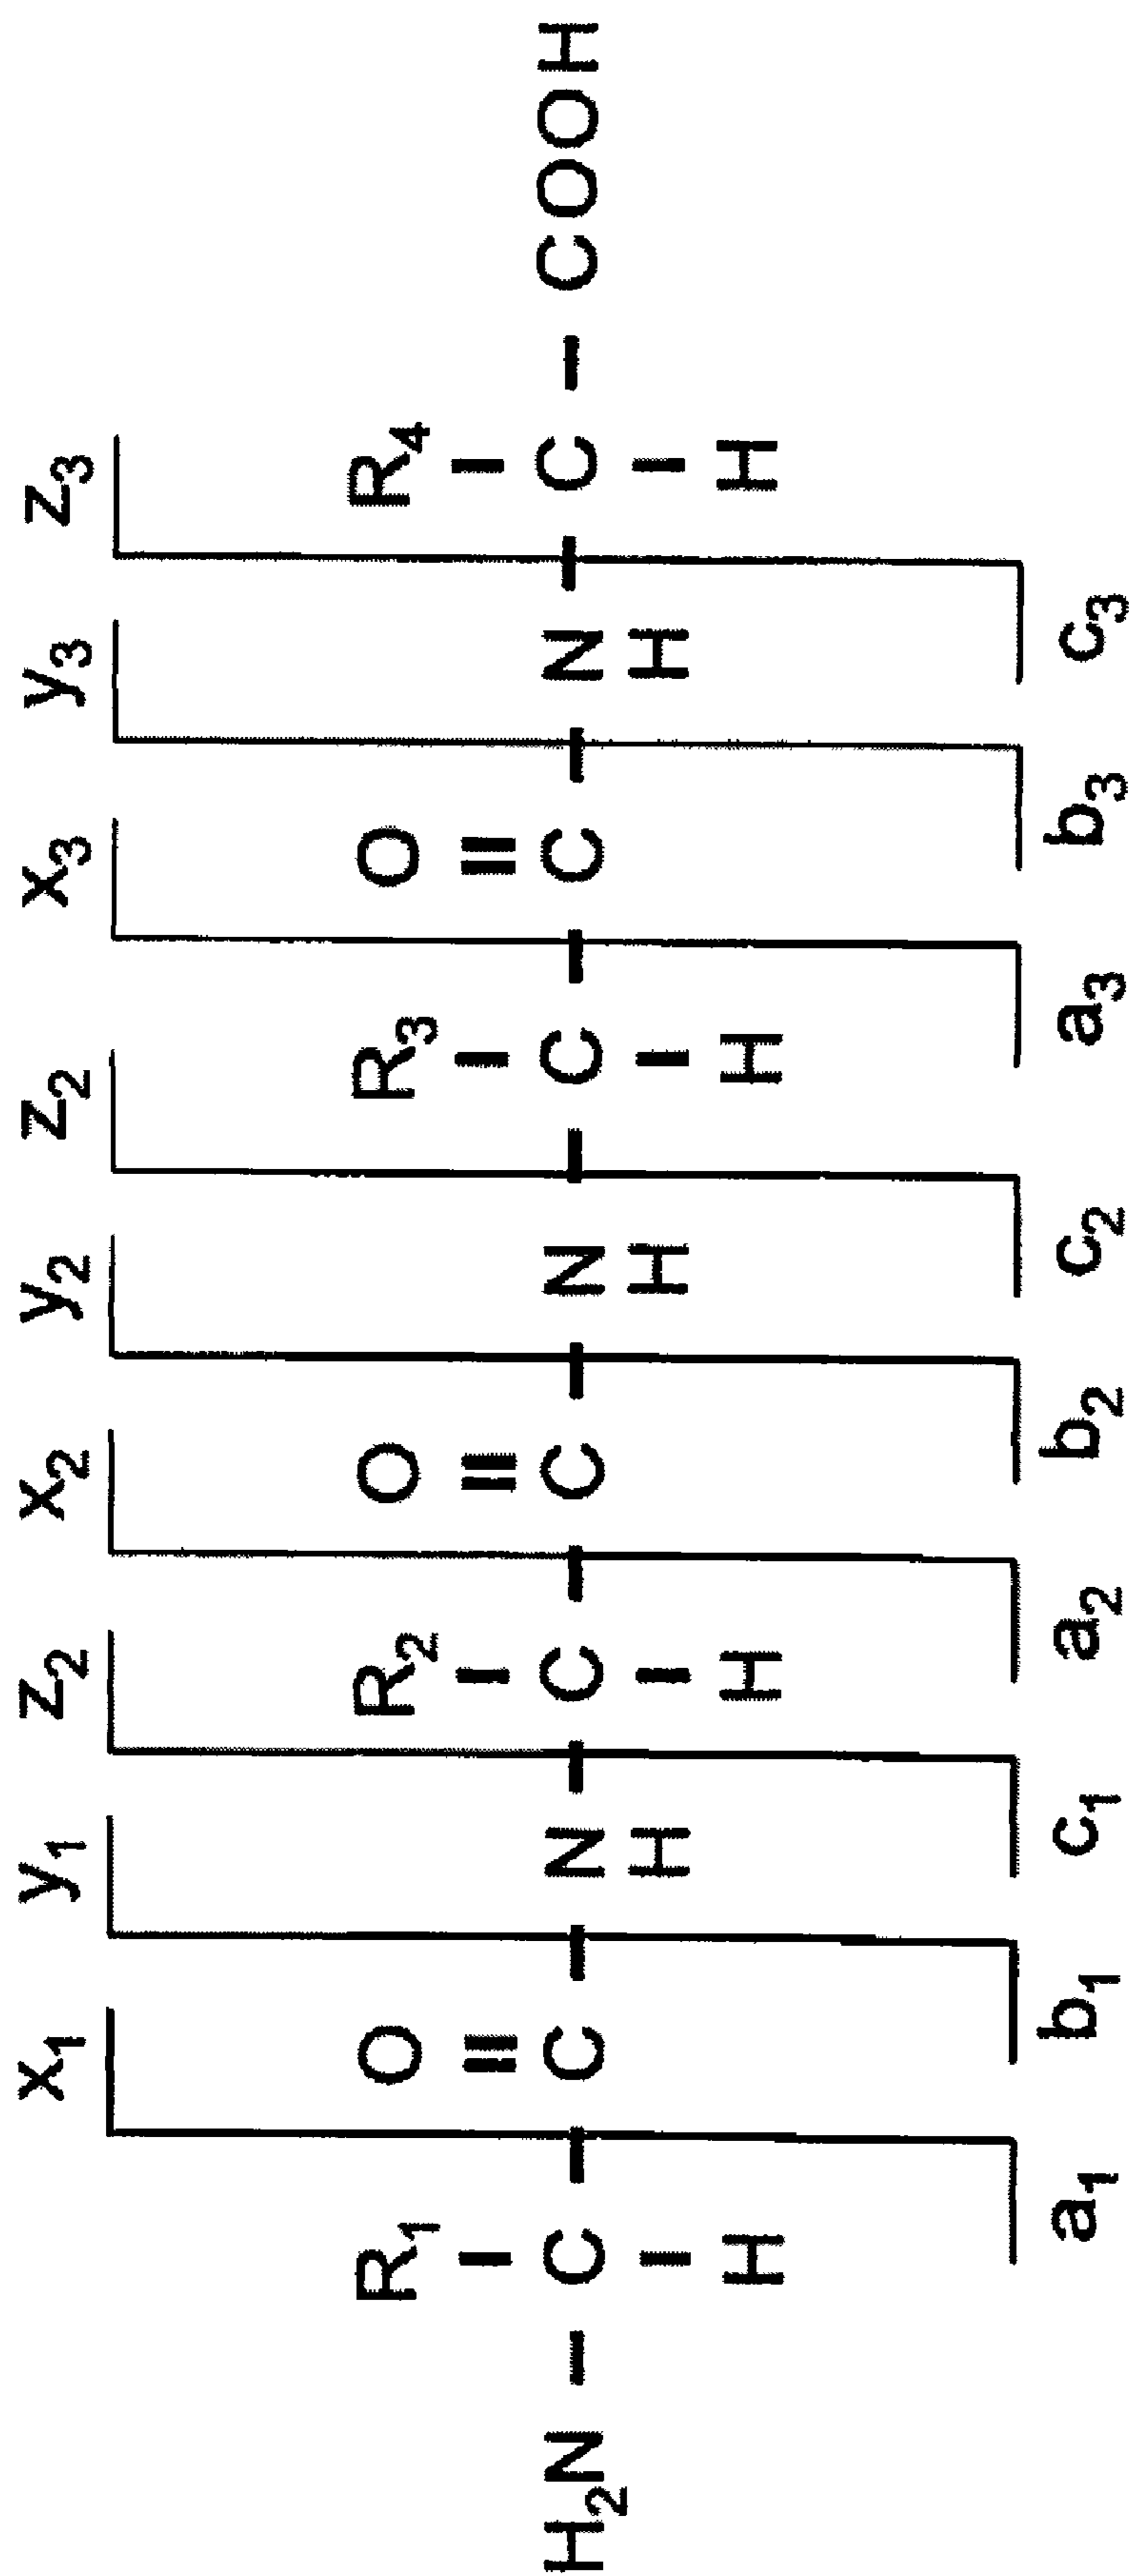 x₁ y₁ z₂ x₂ y₂ z₂ x₃ y₃ z₃
O O O
R₁ R₂ R₃ R₄
H₂N – C – C – N – C – C – N – C – C – N – C – COOH
H H H H H H H
a₁ b₁ c₁ a₂ b₂ c₂ a₃ b₃ c₃